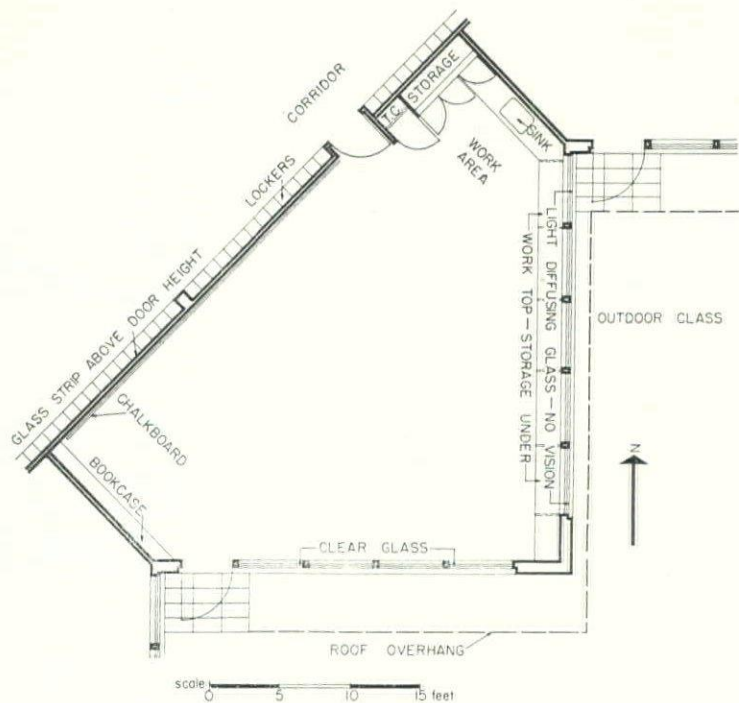 CORRIDOR
STORAGE
T.C.
SINK
WORK
AREA
LOCKERS
GLASS STRIP ABOVE DOOR HEIGHT
CHALKBOARD
BOOKCASE
LIGHT DIFFUSING GLASS—NO VISION
WORK TOP—STORAGE UNDER
OUTDOOR CLASS
N
CLEAR GLASS
ROOF OVERHANG
scale
0 5 10 15 feet